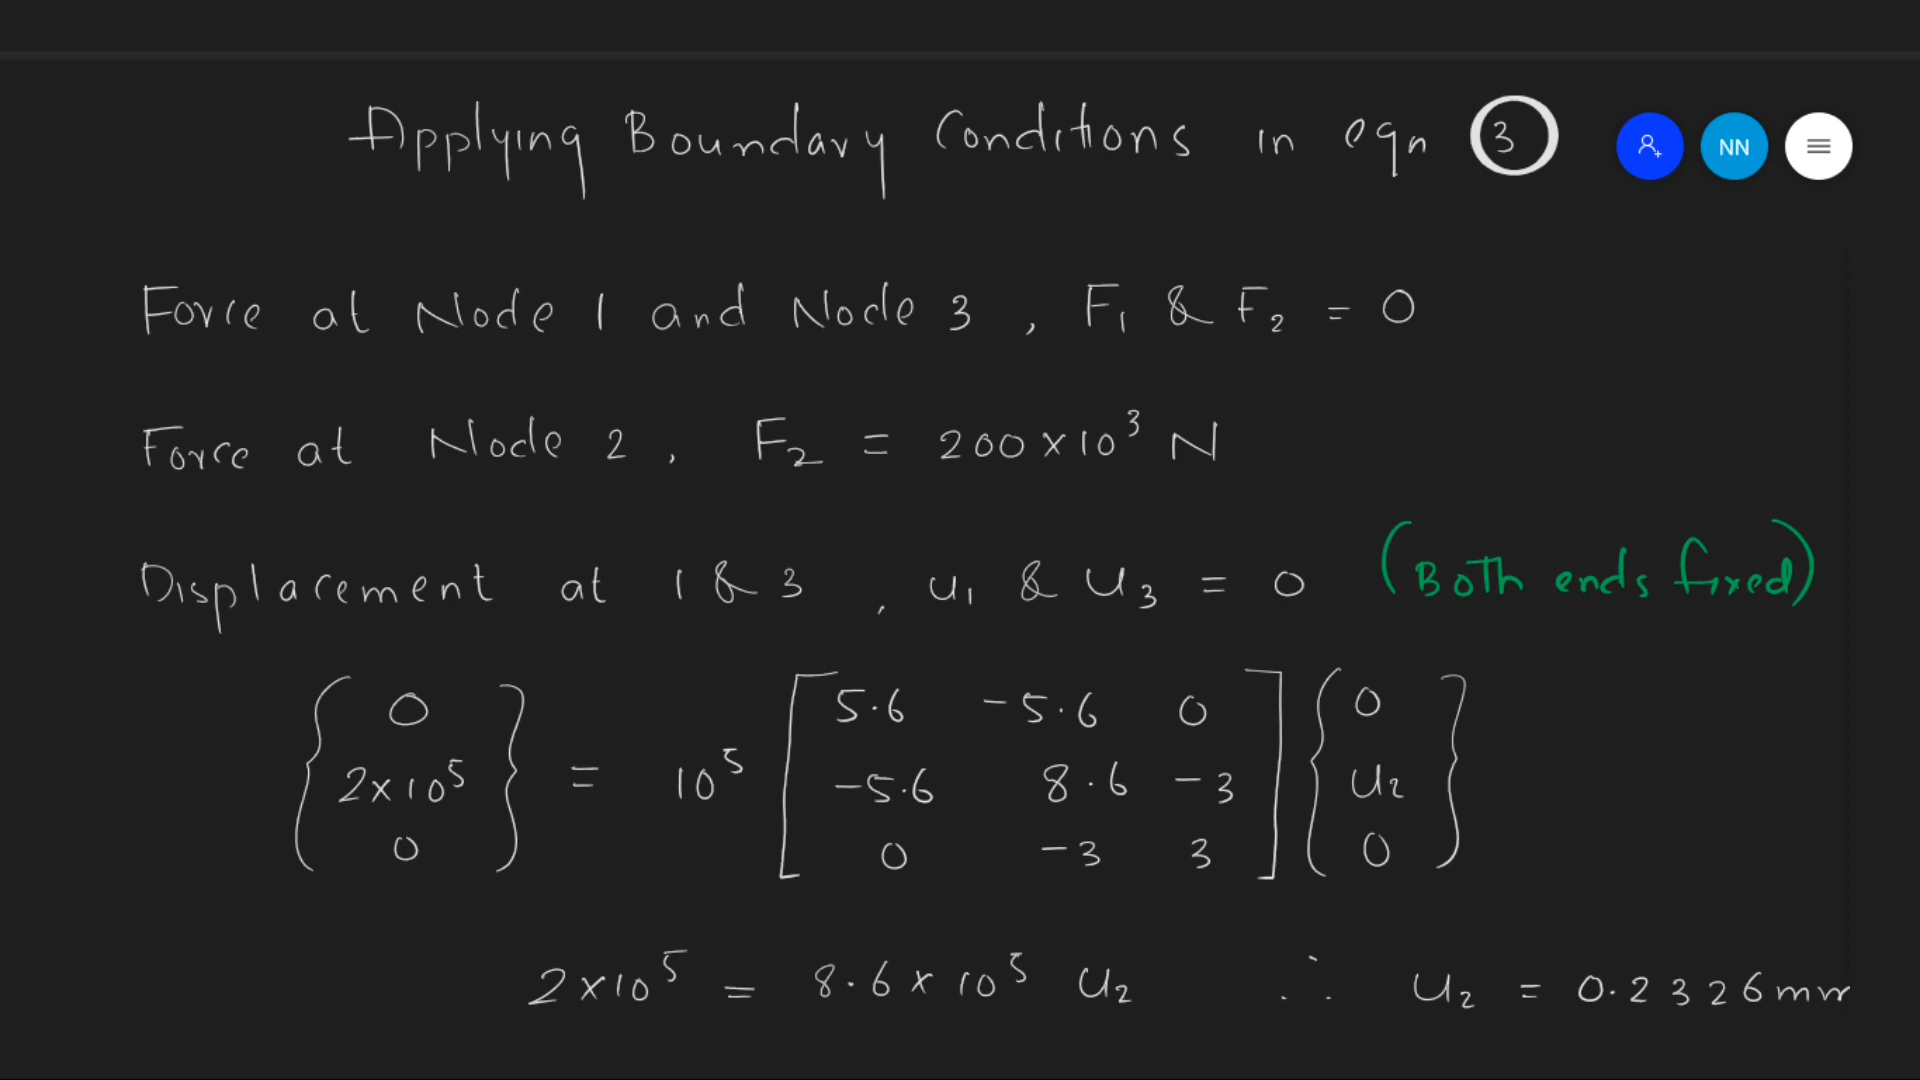 Applying Boundary Conditions in eqn 3
NN
Force at Node 1 and Node 3, F₁ & F₂ = 0
Force at Node 2, F₂ = 200×10³ N
Displacement at 1 & 3, u₁ & u₃ = 0 (Both ends fixed)
{ 0 } [ 5.6 -5.6 0 ] { 0 }
{ 2×10⁵ } = 10⁵ [ -5.6 8.6 -3 ] { u₂ }
{ 0 } [ 0 -3 3 ] { 0 }
2×10⁵ = 8.6×10⁵ u₂ ∴ u₂ = 0.2326mm